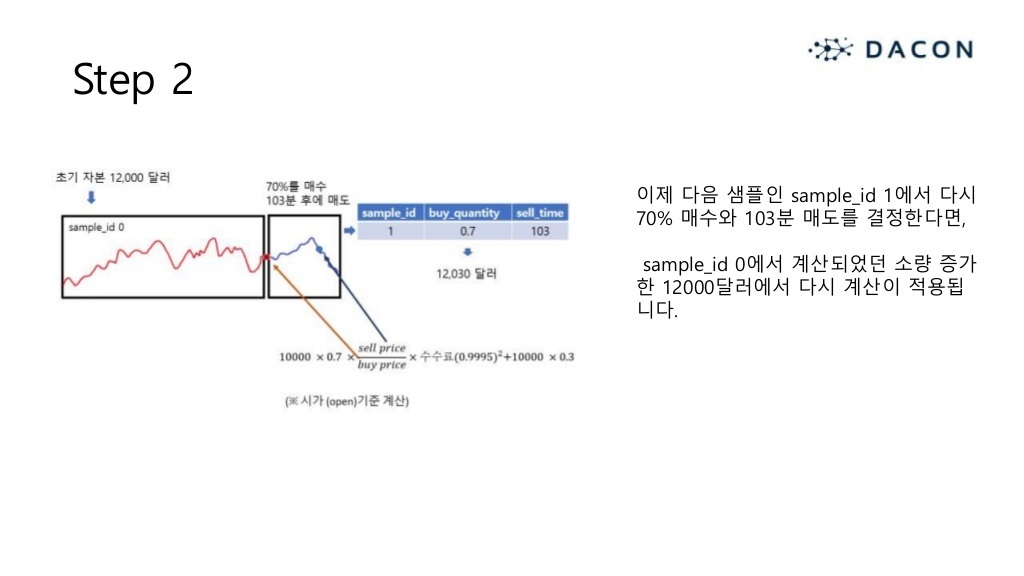 DACON
Step 2
초기 자본 12,000 달러
70%를 매수
103분 후에 매도
sample_id 0
sample_id buy_quantity sell_time
1 0.7 103
12,030 달러
10000 × 0.7 × sell price / buy price × 수수료(0.9995)²+10000 × 0.3
(※ 시가 (open)기준 계산)
이제 다음 샘플인 sample_id 1에서 다시
70% 매수와 103분 매도를 결정한다면,
sample_id 0에서 계산되었던 소량 증가
한 12000달러에서 다시 계산이 적용됩
니다.